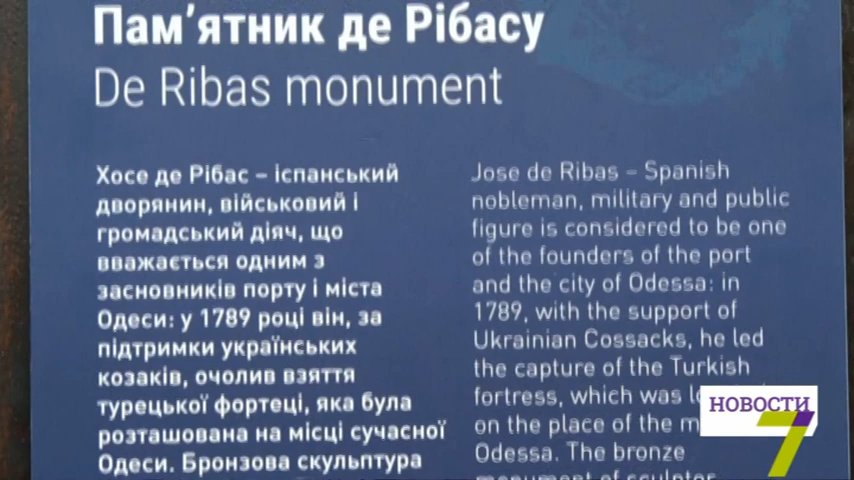 Пам’ятник де Рібасу
De Ribas monument
Хосе де Рібас – іспанський
дворянин, військовий і
громадський діяч, що
вважається одним з
засновників порту і міста
Одеси: у 1789 році він, за
підтримки українських
козаків, очолив взяття
турецької фортеці, яка була
розташована на місці сучасної
Одеси. Бронзова скульптура
Jose de Ribas – Spanish
nobleman, military and public
figure is considered to be one
of the founders of the port
and the city of Odessa: in
1789, with the support of
Ukrainian Cossacks, he led
the capture of the Turkish
fortress, which was
on the place of the
Odessa. The bronze
monument of sculptor
НОВОСТИ
7